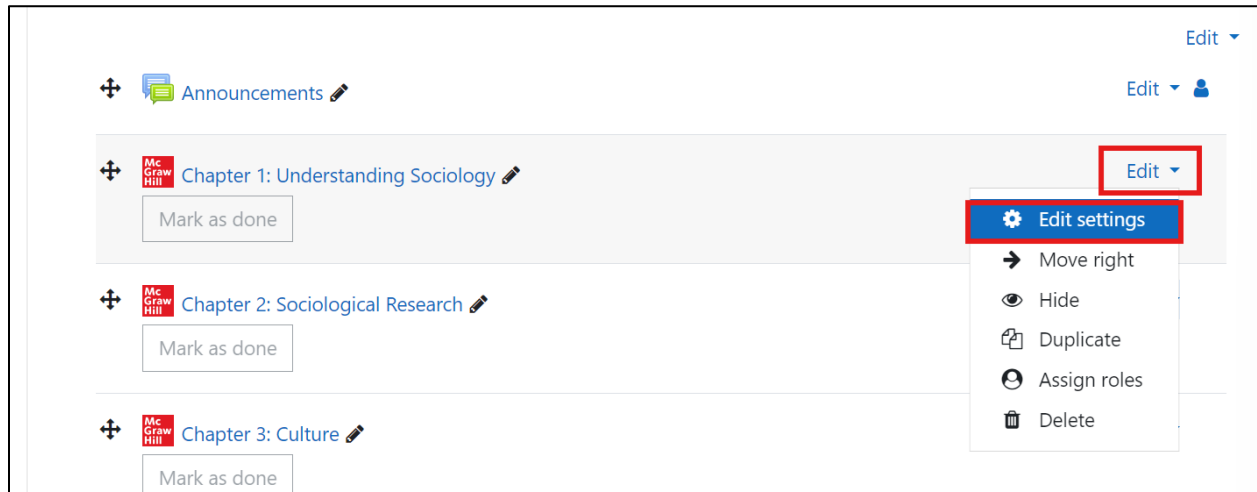 Edit
Announcements
Edit
Mc Graw Hill
Chapter 1: Understanding Sociology
Edit
Mark as done
Edit settings
Move right
Hide
Duplicate
Assign roles
Delete
Mc Graw Hill
Chapter 2: Sociological Research
Mark as done
Mc Graw Hill
Chapter 3: Culture
Mark as done